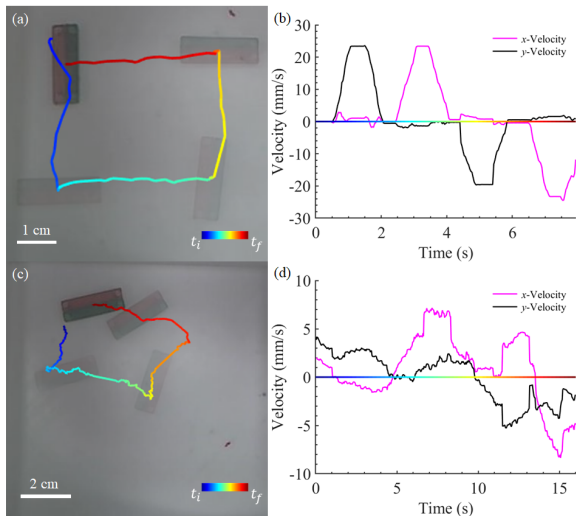 (a)
1 cm
t_i t_f
(b)
x-Velocity
y-Velocity
Velocity (mm/s)
30
20
10
0
-10
-20
-30
0 2 4 6
Time (s)
(c)
2 cm
t_i t_f
(d)
x-Velocity
y-Velocity
Velocity (mm/s)
10
5
0
-5
-10
0 5 10 15
Time (s)